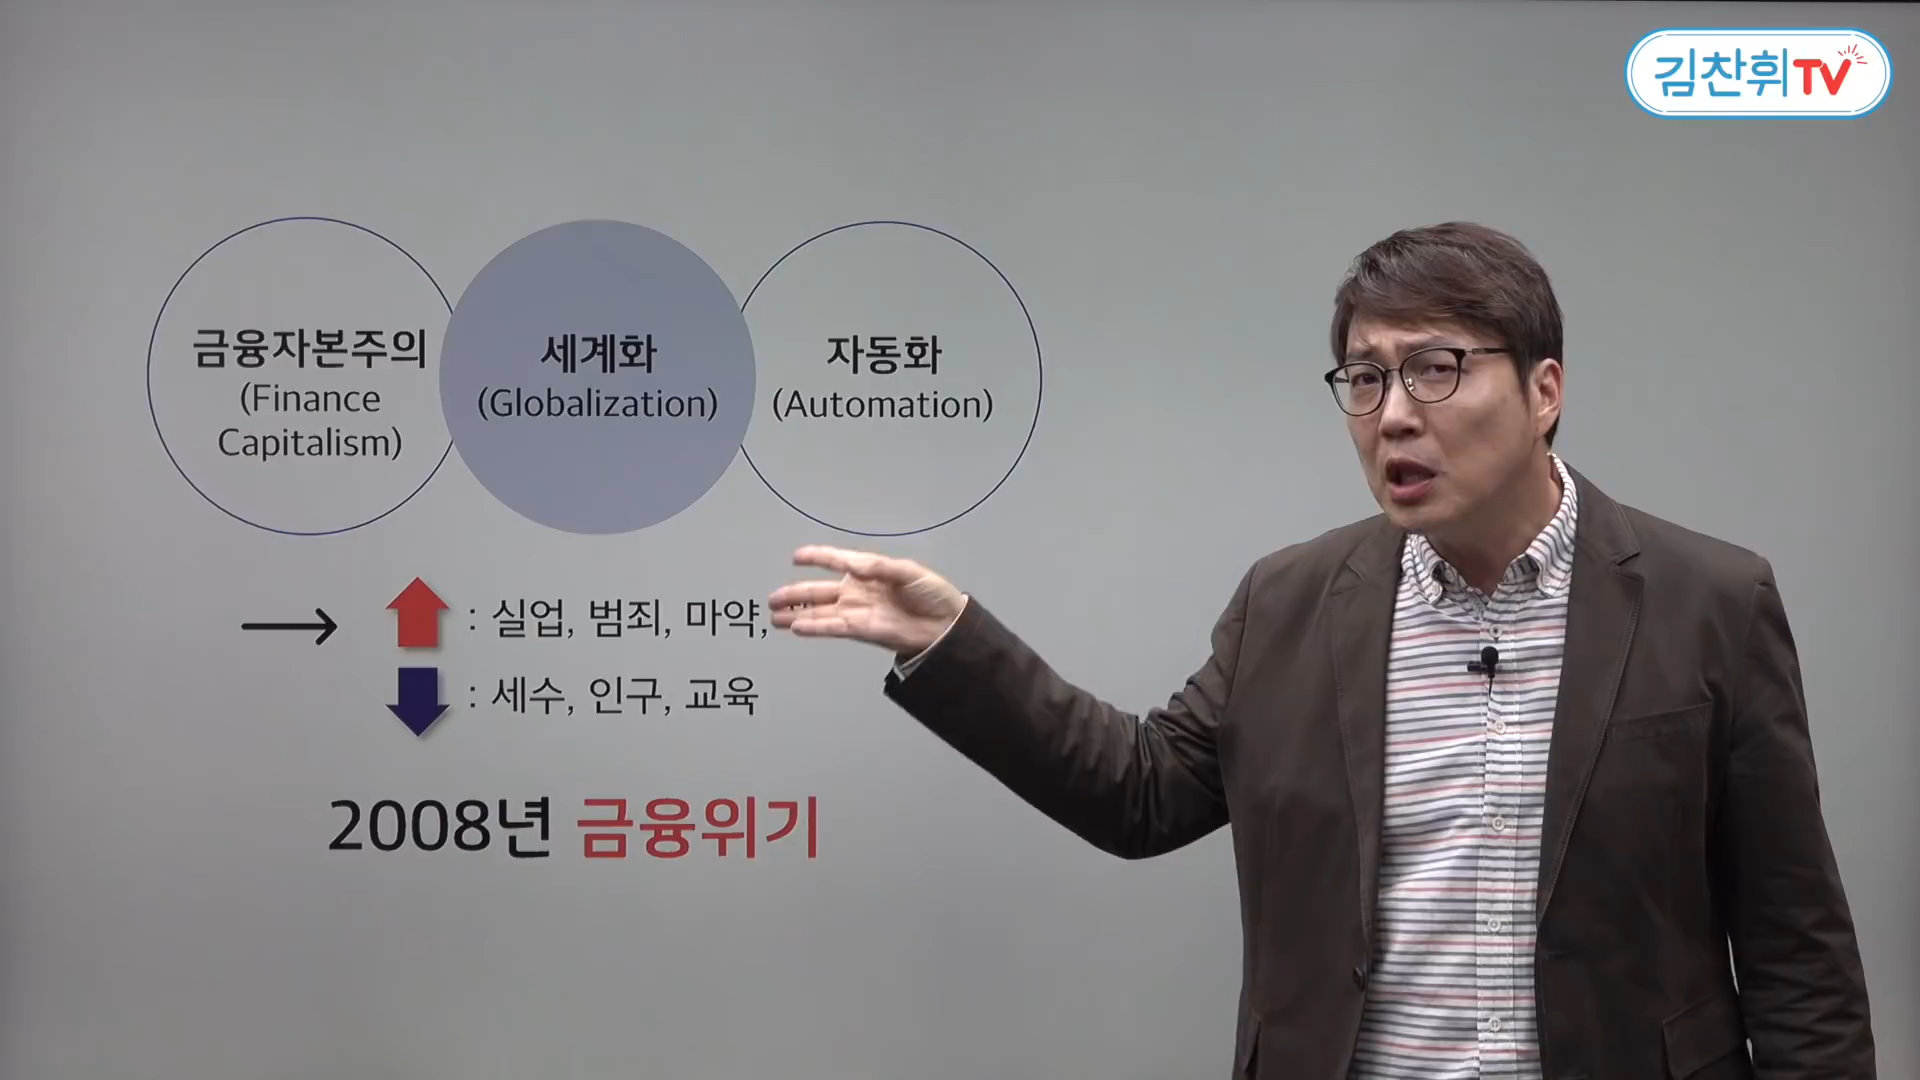 김찬휘TV
금융자본주의
(Finance
Capitalism)
세계화
(Globalization)
자동화
(Automation)
: 실업, 범죄, 마약,
: 세수, 인구, 교육
2008년 금융위기